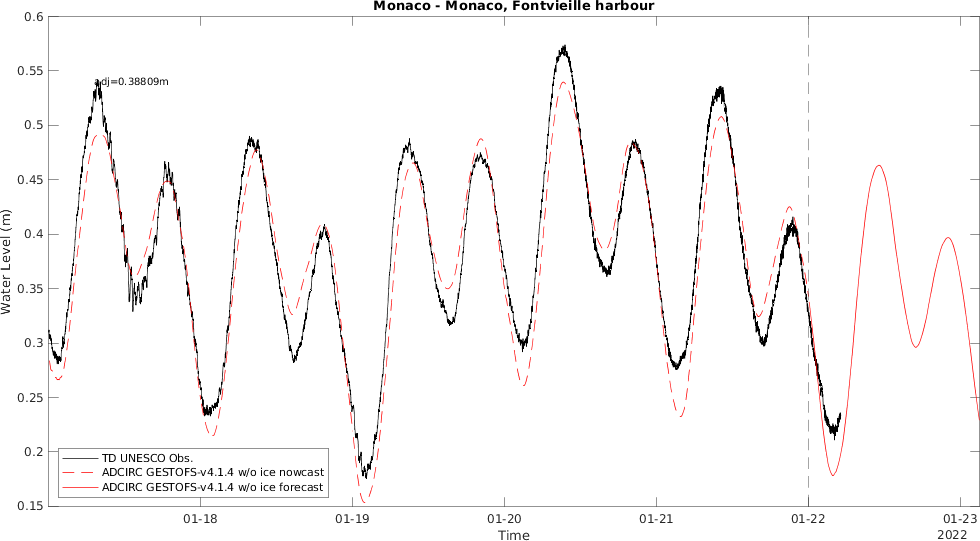 Monaco - Monaco, Fontvieille harbour
0.6
0.55
0.5
0.45
0.4
0.35
0.3
0.25
0.2
0.15
Water Level (m)
adj=0.38809m
TD UNESCO Obs.
ADCIRC GESTOFS-v4.1.4 w/o ice nowcast
ADCIRC GESTOFS-v4.1.4 w/o ice forecast
01-18 01-19 01-20 01-21 01-22 01-23
Time 2022